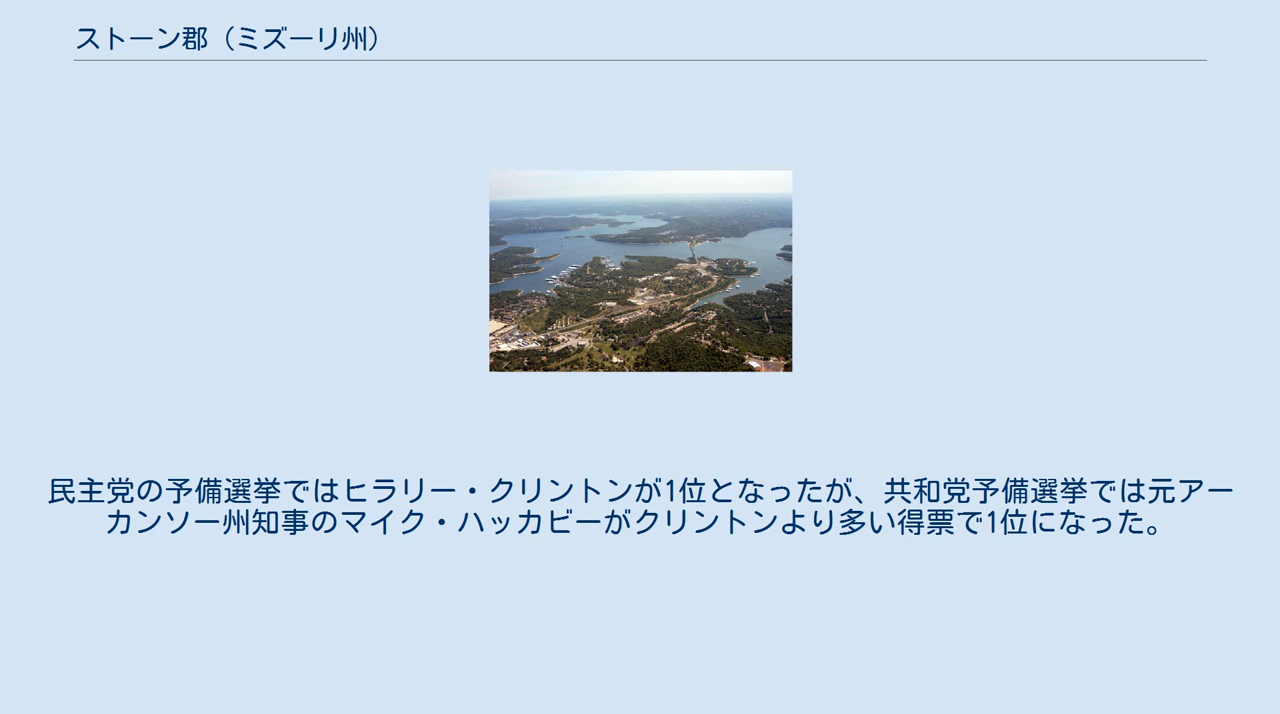 ストーン郡（ミズーリ州）
民主党の予備選挙ではヒラリー・クリントンが1位となったが、共和党予備選挙では元アー
カンソー州知事のマイク・ハッカビーがクリントンより多い得票で1位になった。